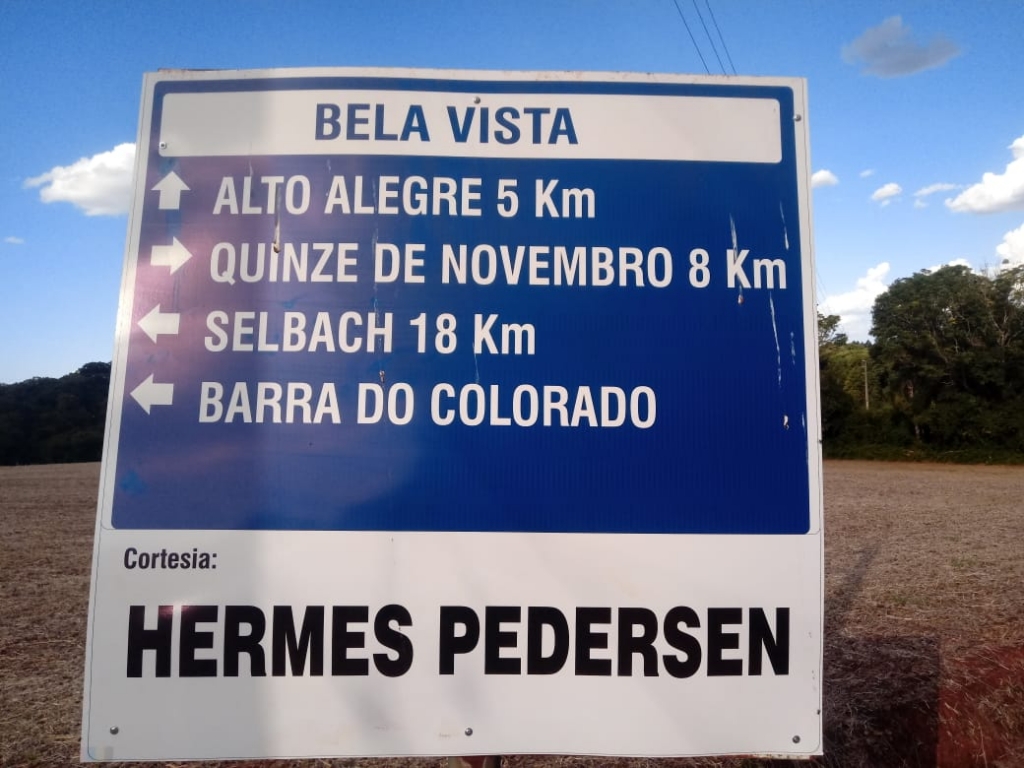 BELA VISTA
ALTO ALEGRE 5 Km
QUINZE DE NOVEMBRO 8 Km
SELBACH 18 Km
BARRA DO COLORADO
Cortesia:
HERMES PEDERSEN